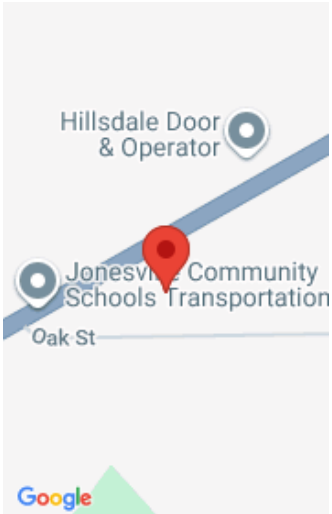 Hillsdale Door
& Operator
Jonesville Community
Schools Transportation
Oak St
Google